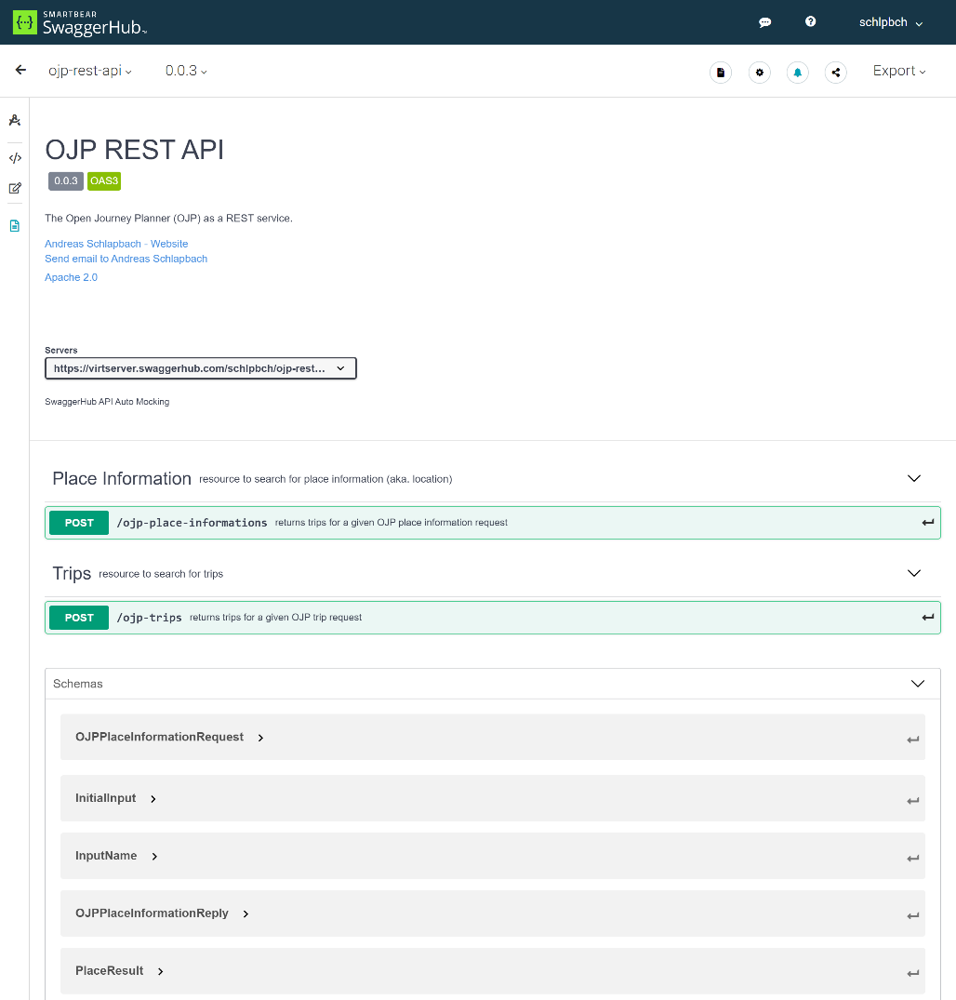 SMARTBEAR
SwaggerHub™
schlpbch
ojp-rest-api
0.0.3
Export
OJP REST API
0.0.3
OAS3
The Open Journey Planner (OJP) as a REST service.
Andreas Schlapbach - Website
Send email to Andreas Schlapbach
Apache 2.0
Servers
https://virtserver.swaggerhub.com/schlpbch/ojp-rest...
SwaggerHub API Auto Mocking
Place Information resource to search for place information (aka. location)
POST /ojp-place-informations returns trips for a given OJP place information request
Trips resource to search for trips
POST /ojp-trips returns trips for a given OJP trip request
Schemas
OJPPlaceInformationRequest
InitialInput
InputName
OJPPlaceInformationReply
PlaceResult